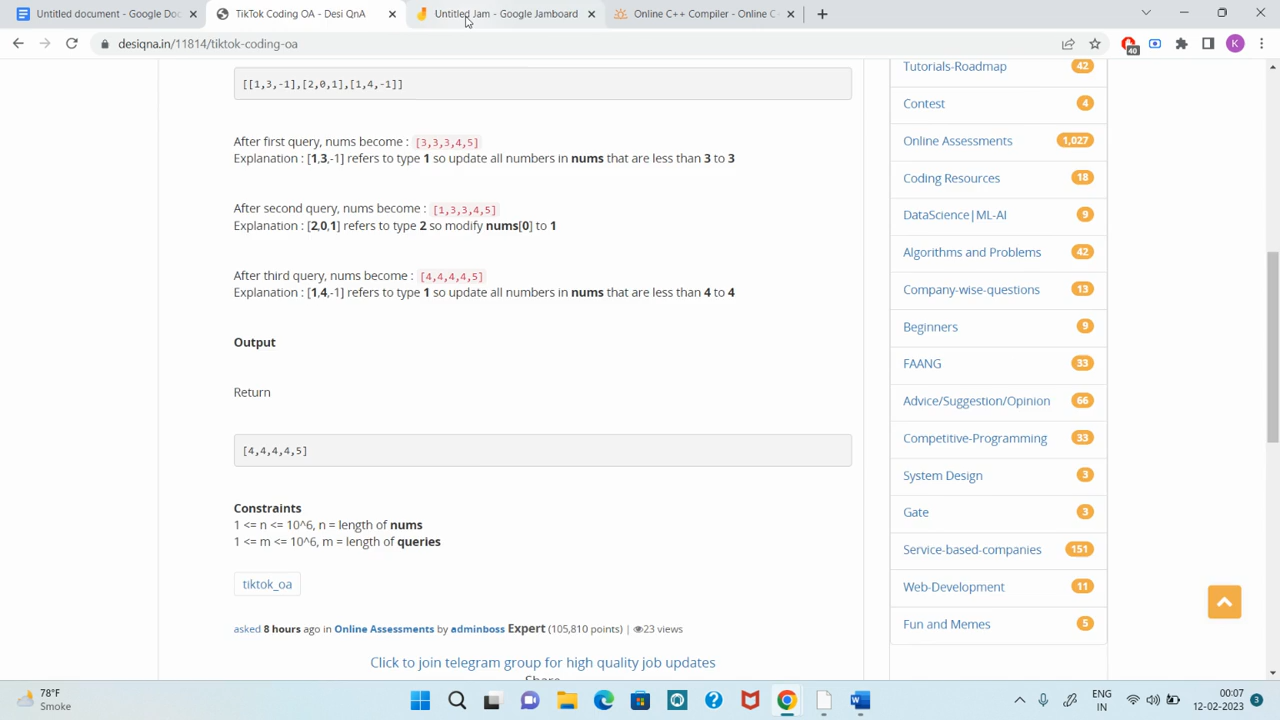 Untitled document - Google Doc
TikTok Coding OA - Desi QnA
Untitled Jam - Google Jamboard
Online C++ Compiler - Online C
desiqna.in/11814/tiktok-coding-oa
40
K
[[1,3,-1],[2,0,1],[1,4,-1]]
After first query, nums become : [3,3,3,4,5]
Explanation : [1,3,-1] refers to type 1 so update all numbers in nums that are less than 3 to 3
After second query, nums become : [1,3,3,4,5]
Explanation : [2,0,1] refers to type 2 so modify nums[0] to 1
After third query, nums become : [4,4,4,4,5]
Explanation : [1,4,-1] refers to type 1 so update all numbers in nums that are less than 4 to 4
Output
Return
[4,4,4,4,5]
Constraints
1 <= n <= 10^6, n = length of nums
1 <= m <= 10^6, m = length of queries
tiktok_oa
asked 8 hours ago in Online Assessments by adminboss Expert (105,810 points) | 23 views
Click to join telegram group for high quality job updates
Share
Tutorials-Roadmap 42
Contest 4
Online Assessments 1,027
Coding Resources 18
DataScience|ML-AI 9
Algorithms and Problems 42
Company-wise-questions 13
Beginners 9
FAANG 33
Advice/Suggestion/Opinion 66
Competitive-Programming 33
System Design 3
Gate 3
Service-based-companies 151
Web-Development 11
Fun and Memes 5
78°F
Smoke
ENG
IN
00:07
12-02-2023
3